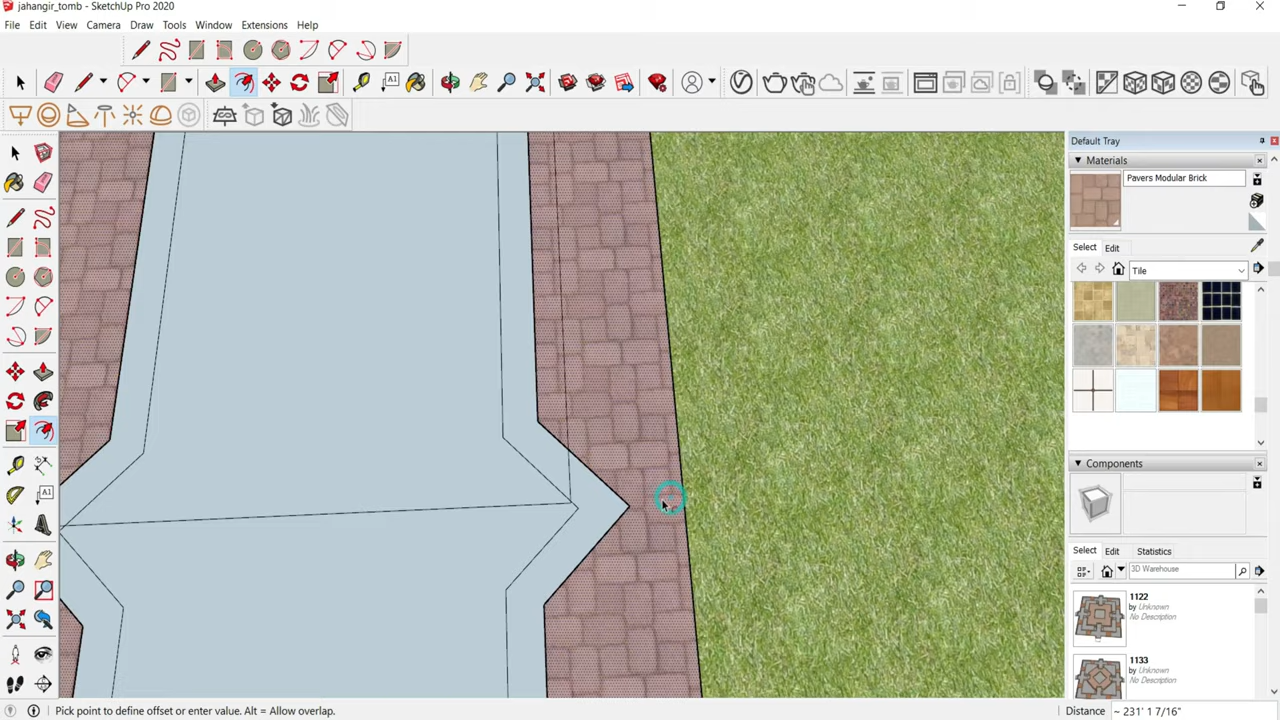 jahangir_tomb - SketchUp Pro 2020
File Edit View Camera Draw Tools Window Extensions Help
Default Tray
Materials
Pavers Modular Brick
Select Edit
Tile
Components
Select Edit Statistics
3D Warehouse
1122
by Unknown
No Description
1133
by Unknown
No Description
Pick point to define offset or enter value. Alt = Allow overlap.
Distance ~ 231' 1 7/16"